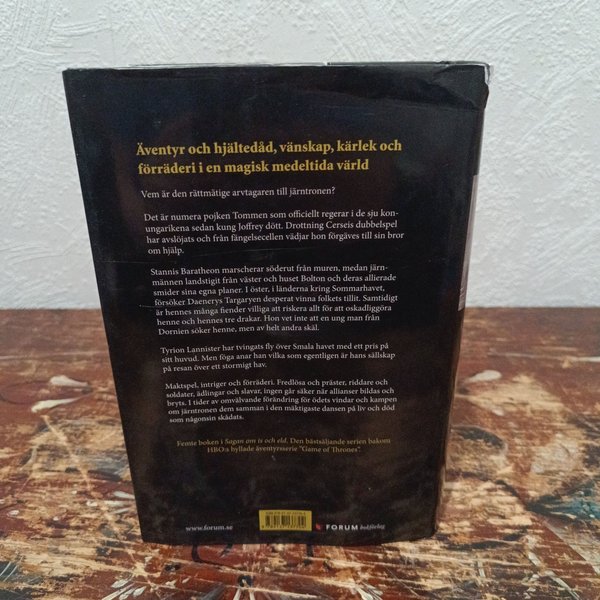 Äventyr och hjältedåd, vänskap, kärlek och
förräderi i en magisk medeltida värld
Vem är den rättmätige arvtagaren till järntronen?
Det är numera pojken Tommen som officiellt regerar i de sju kon-
ungarikena sedan kung Joffrey dött. Drottning Cerseis dubbelspel
har avslöjats och från fängelsecellen vädjar hon förgäves till sin bror
om hjälp.
Stannis Baratheon marscherar söderut från muren, medan järn-
männen landstigit från väster och huset Bolton och deras allierade
smider sina egna planer. I öster, i länderna kring Sommarhavet,
försöker Daenerys Targaryen desperat vinna folkets tillit. Samtidigt
är hennes många fiender villiga att riskera allt för att oskadliggöra
henne och hennes tre drakar. Hon vet inte att en ung man från
Dornien söker henne, men av helt andra skäl.
Tyrion Lannister har tvingats fly över Smala havet med ett pris på
sitt huvud. Men föga anar han vilka som egentligen är hans sällskap
på resan över ett stormigt hav.
Maktspel, intriger och förräderi. Fredlösa och präster, riddare och
soldater, ädlingar och slavar, ingen går säker när allianser bildas och
bryts. I tider av omvälvande förändring för ödets vindar och kampen
om järntronen dem samman i den mäktigaste dansen på liv och död
som någonsin skådats.
Femte boken i Sagan om is och eld. Den bästsäljande serien bakom
HBO:s hyllade äventyrsserie "Game of Thrones".
www.forum.se
FORUM bokförlag